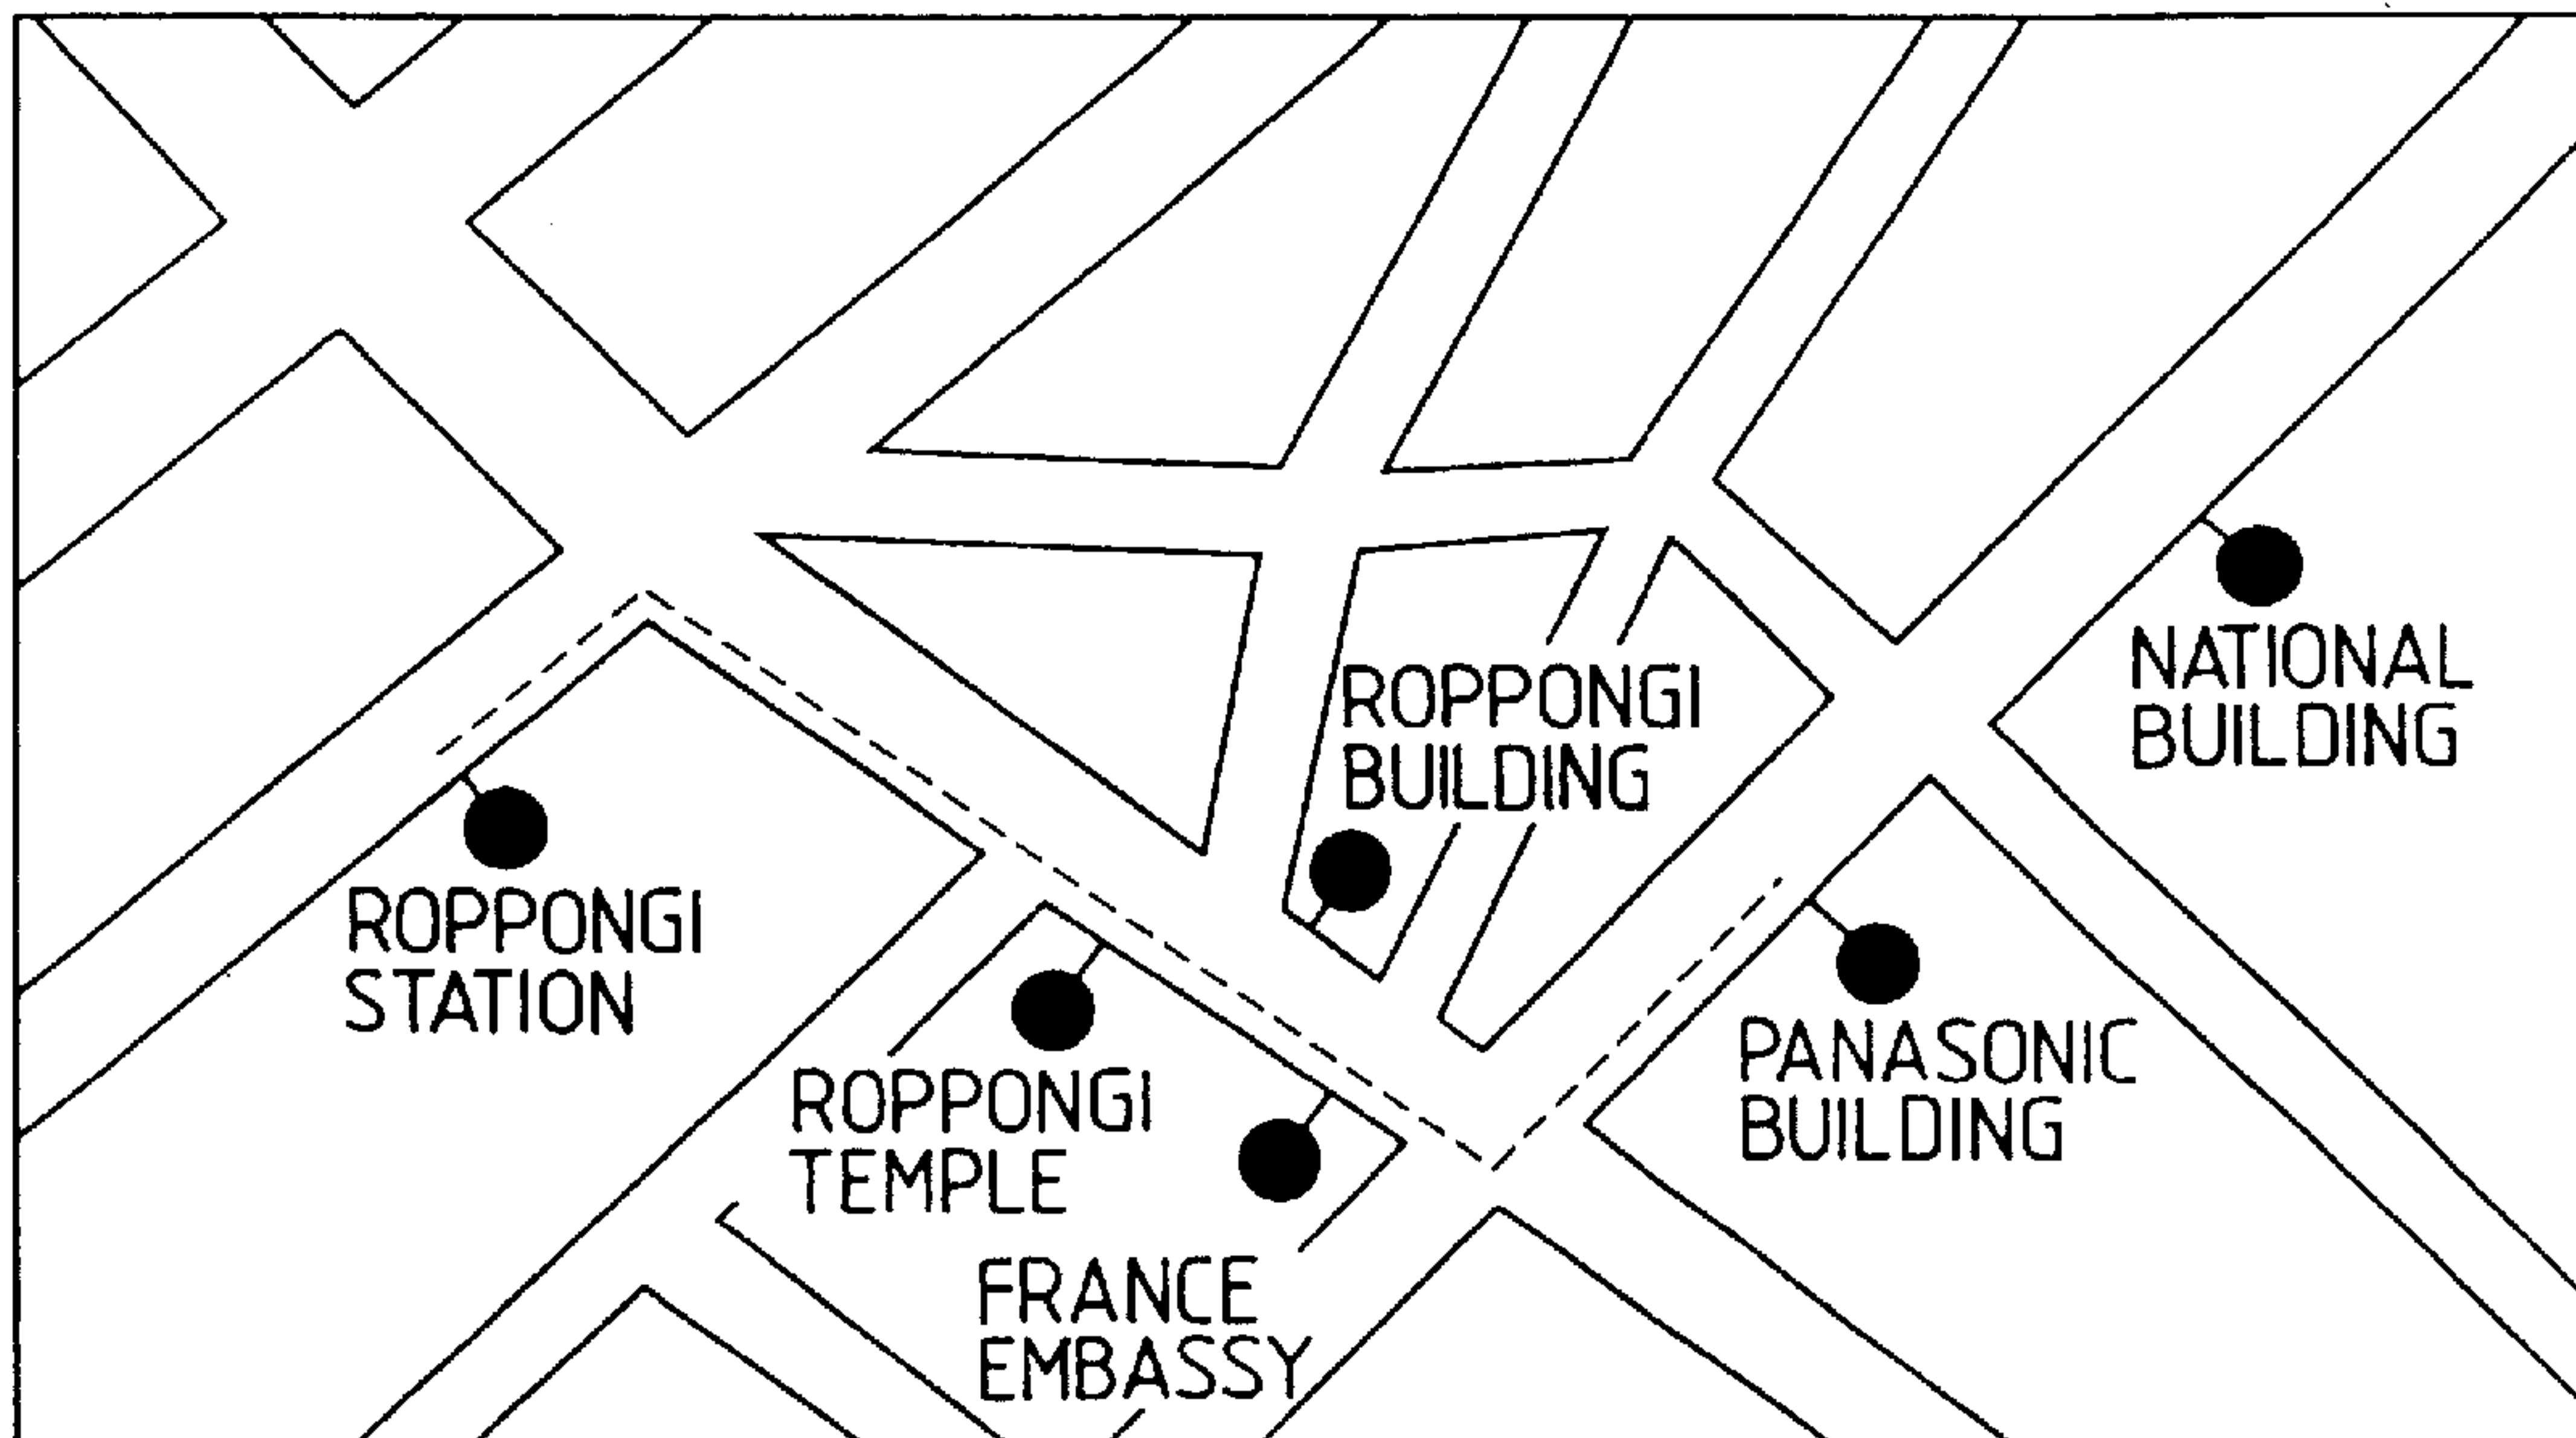 ROPPONGI
STATION
ROPPONGI
TEMPLE
FRANCE
EMBASSY
ROPPONGI
BUILDING
PANASONIC
BUILDING
NATIONAL
BUILDING